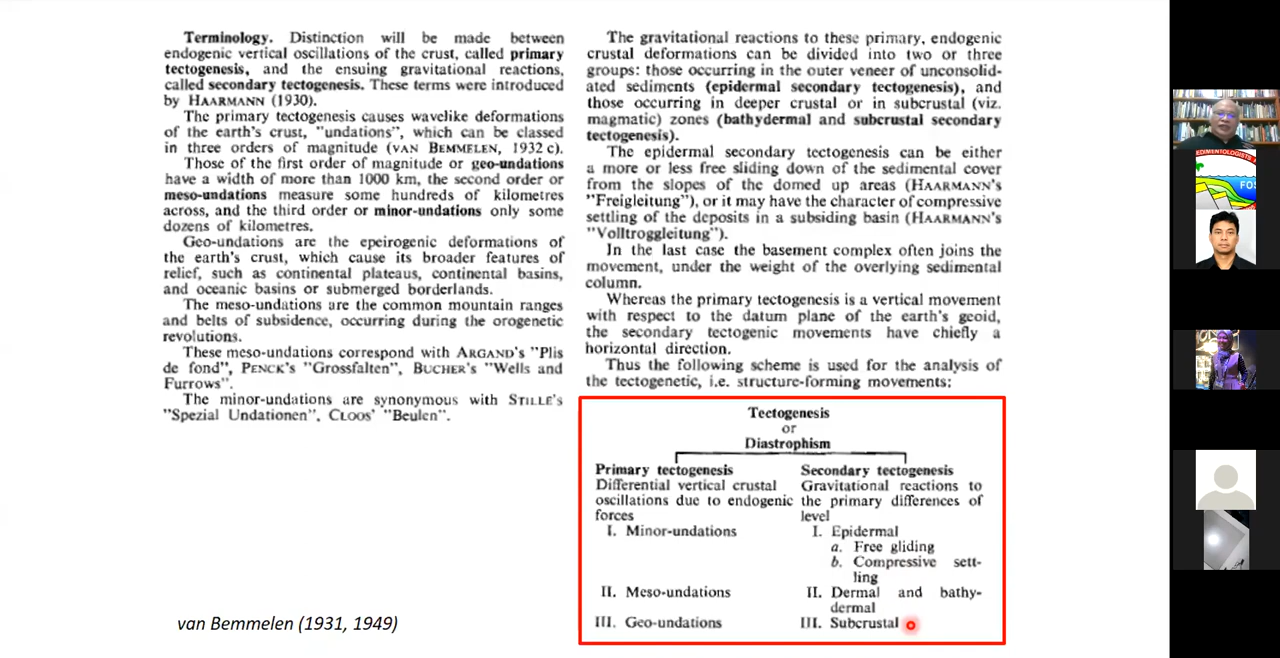 Terminology. Distinction will be made between
endogenic vertical oscillations of the crust, called primary
tectogenesis, and the ensuing gravitational reactions,
called secondary tectogenesis. These terms were introduced
by HAARMANN (1930).
The primary tectogenesis causes wavelike deformations
of the earth's crust, "undations", which can be classed
in three orders of magnitude (VAN BEMMELEN, 1932 c).
Those of the first order of magnitude or geo-undations
have a width of more than 1000 km, the second order or
meso-undations measure some hundreds of kilometres
across, and the third order or minor-undations only some
dozens of kilometres.
Geo-undations are the epeirogenic deformations of
the earth's crust, which cause its broader features of
relief, such as continental plateaus, continental basins,
and oceanic basins or submerged borderlands.
The meso-undations are the common mountain ranges
and belts of subsidence, occurring during the orogenetic
revolutions.
These meso-undations correspond with ARGAND's "Plis
de fond", PENCK's "Grossfalten", BUCHER's "Wells and
Furrows".
The minor-undations are synonymous with STILLE's
"Spezial Undationen", CLOOS' "Beulen".
van Bemmelen (1931, 1949)
The gravitational reactions to these primary, endogenic
crustal deformations can be divided into two or three
groups: those occurring in the outer veneer of unconsolid-
ated sediments (epidermal secondary tectogenesis), and
those occurring in deeper crustal or in subcrustal (viz.
magmatic) zones (bathydermal and subcrustal secondary
tectogenesis).
The epidermal secondary tectogenesis can be either
a more or less free sliding down of the sedimental cover
from the slopes of the domed up areas (HAARMANN's
"Freigleitung"), or it may have the character of compressive
settling of the deposits in a subsiding basin (HAARMANN's
"Volltroggleitung").
In the last case the basement complex often joins the
movement, under the weight of the overlying sedimental
column.
Whereas the primary tectogenesis is a vertical movement
with respect to the datum plane of the earth's geoid,
the secondary tectogenic movements have chiefly a
horizontal direction.
Thus the following scheme is used for the analysis of
the tectogenetic, i.e. structure-forming movements:
Tectogenesis
or
Diastrophism
Primary tectogenesis
Differential vertical crustal
oscillations due to endogenic
forces
I. Minor-undations
II. Meso-undations
III. Geo-undations
Secondary tectogenesis
Gravitational reactions to
the primary differences of
level
I. Epidermal
a. Free gliding
b. Compressive sett-
ling
II. Dermal and bathy-
dermal
III. Subcrustal
SEDIMENTOLOGISTS
FOS